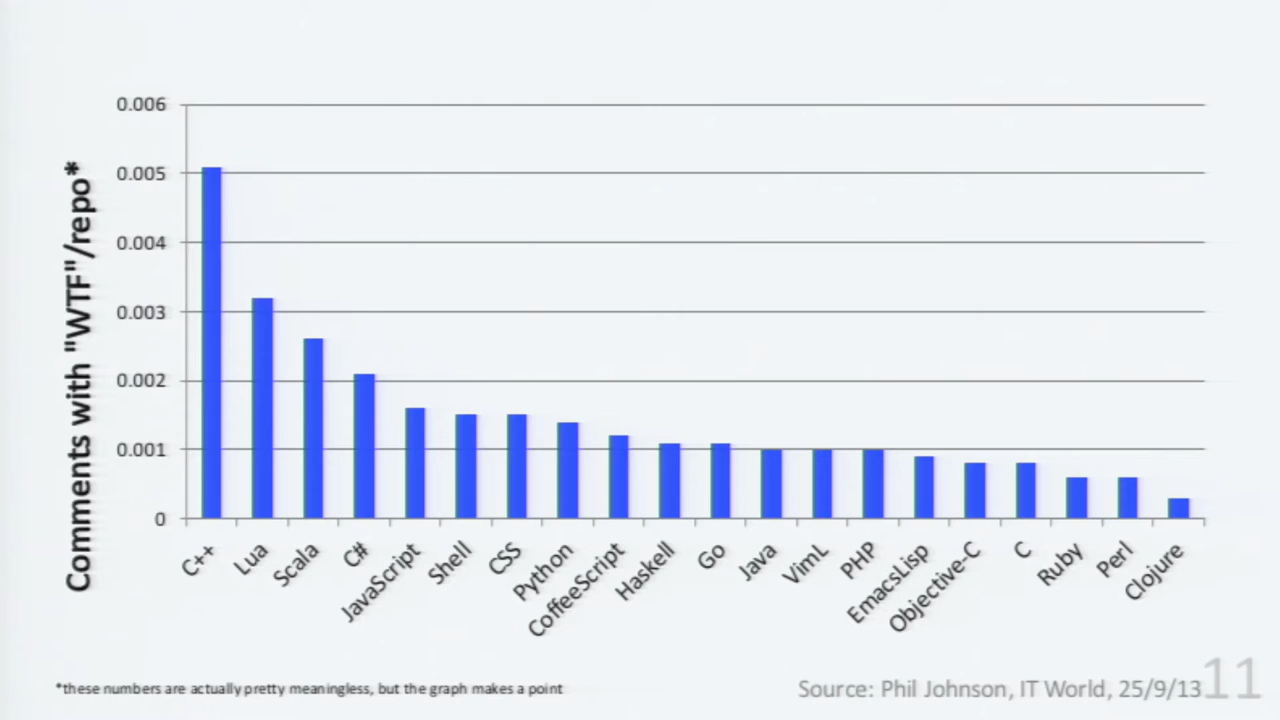 Comments with "WTF"/repo*
0.006
0.005
0.004
0.003
0.002
0.001
0
C++
Lua
Scala
C#
JavaScript
Shell
CSS
Python
CoffeeScript
Haskell
Go
Java
VimL
PHP
EmacsLisp
Objective-C
C
Ruby
Perl
Clojure
*these numbers are actually pretty meaningless, but the graph makes a point
Source: Phil Johnson, IT World, 25/9/13
11